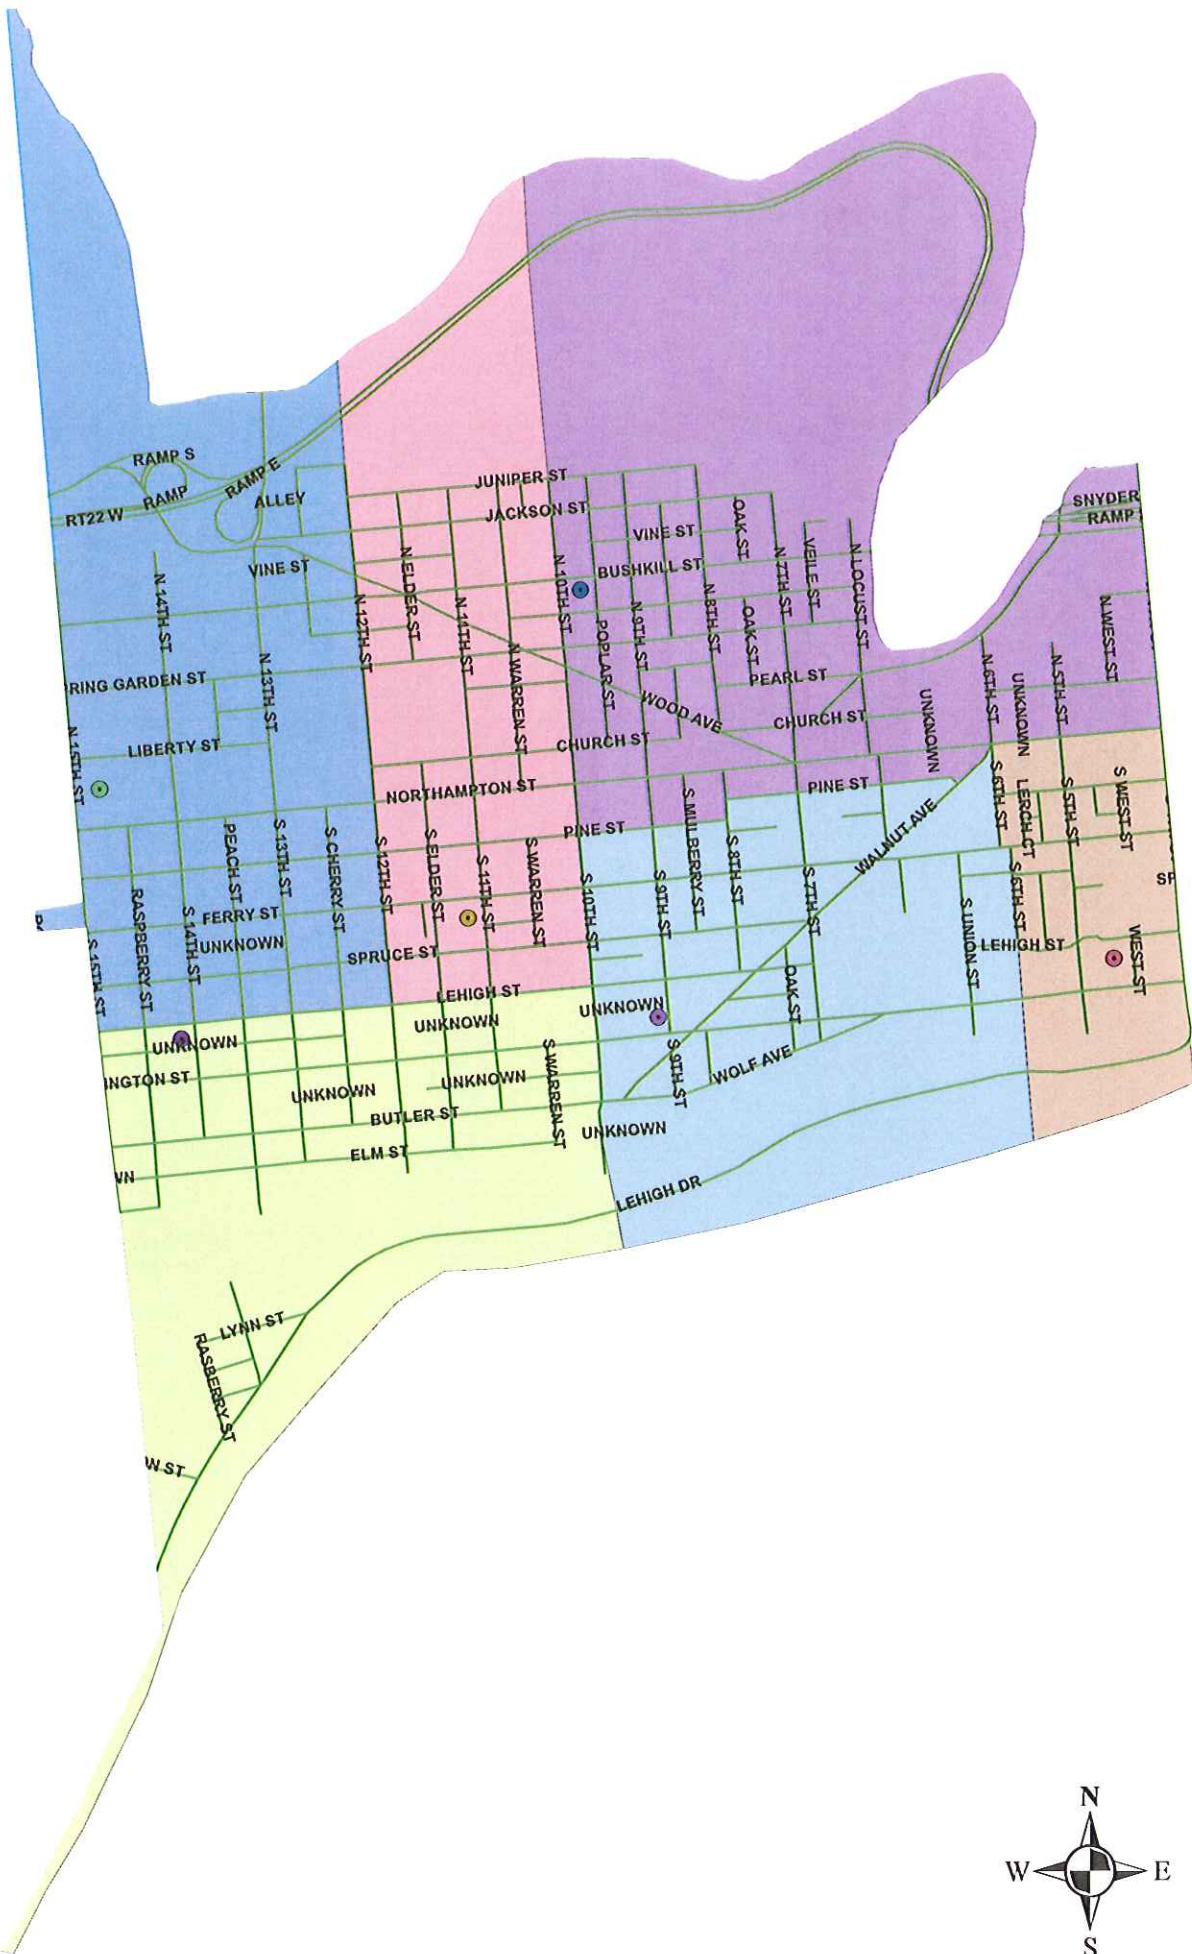 RAMP S
RAMP E
RAMP
ALLEY
RT22 W
JUNIPER ST
JACKSON ST
SNYDER
RAMP
VINE ST
OAK ST
VINE ST
BUSHKILL ST
N 14TH ST
N ELDER ST
N 10TH ST
N 7TH ST
VEILE ST
N LOCUST ST
N 12TH ST
N 11TH ST
N 9TH ST
N 8TH ST
OAK ST
N WEST ST
POPLAR ST
N 13TH ST
N WARREN ST
N 6TH ST
UNKNOWN
N 5TH ST
RING GARDEN ST
PEARL ST
WOOD AVE
UNKNOWN
CHURCH ST
N 15TH ST
LIBERTY ST
CHURCH ST
NORTHAMPTON ST
PINE ST
S 6TH ST
LERCH CT
S 5TH ST
S WEST ST
S MULBERRY ST
WALNUT AVE
PINE ST
PEACH ST
S 13TH ST
S CHERRY ST
S 12TH ST
S ELDER ST
S 11TH ST
S WARREN ST
S 10TH ST
S 9TH ST
S 8TH ST
S 7TH ST
S 6TH ST
SP
RASPBERRY ST
S 14TH ST
FERRY ST
S UNION ST
WEST ST
UNKNOWN
LEHIGH ST
S 15TH ST
SPRUCE ST
OAK ST
LEHIGH ST
UNKNOWN
UNKNOWN
UNKNOWN
S WARREN ST
S 9TH ST
WOLF AVE
INGTON ST
UNKNOWN
UNKNOWN
BUTLER ST
UNKNOWN
ELM ST
VN
LEHIGH DR
LYNN ST
RASBERRY ST
W ST
N
W E
S